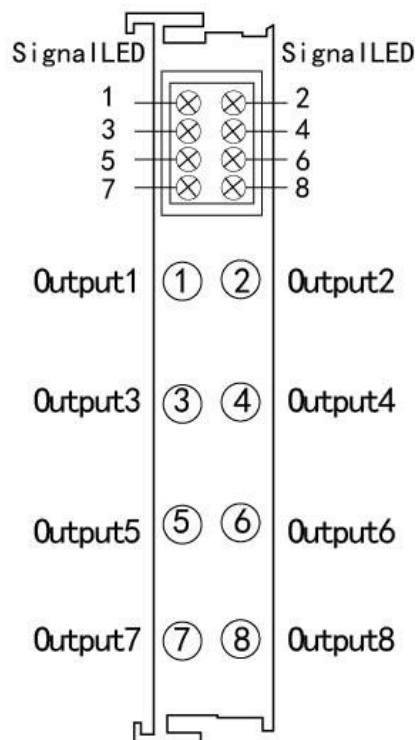 SignalLED SignalLED
1 2
3 4
5 6
7 8
Output1 1 2 Output2
Output3 3 4 Output4
Output5 5 6 Output6
Output7 7 8 Output8